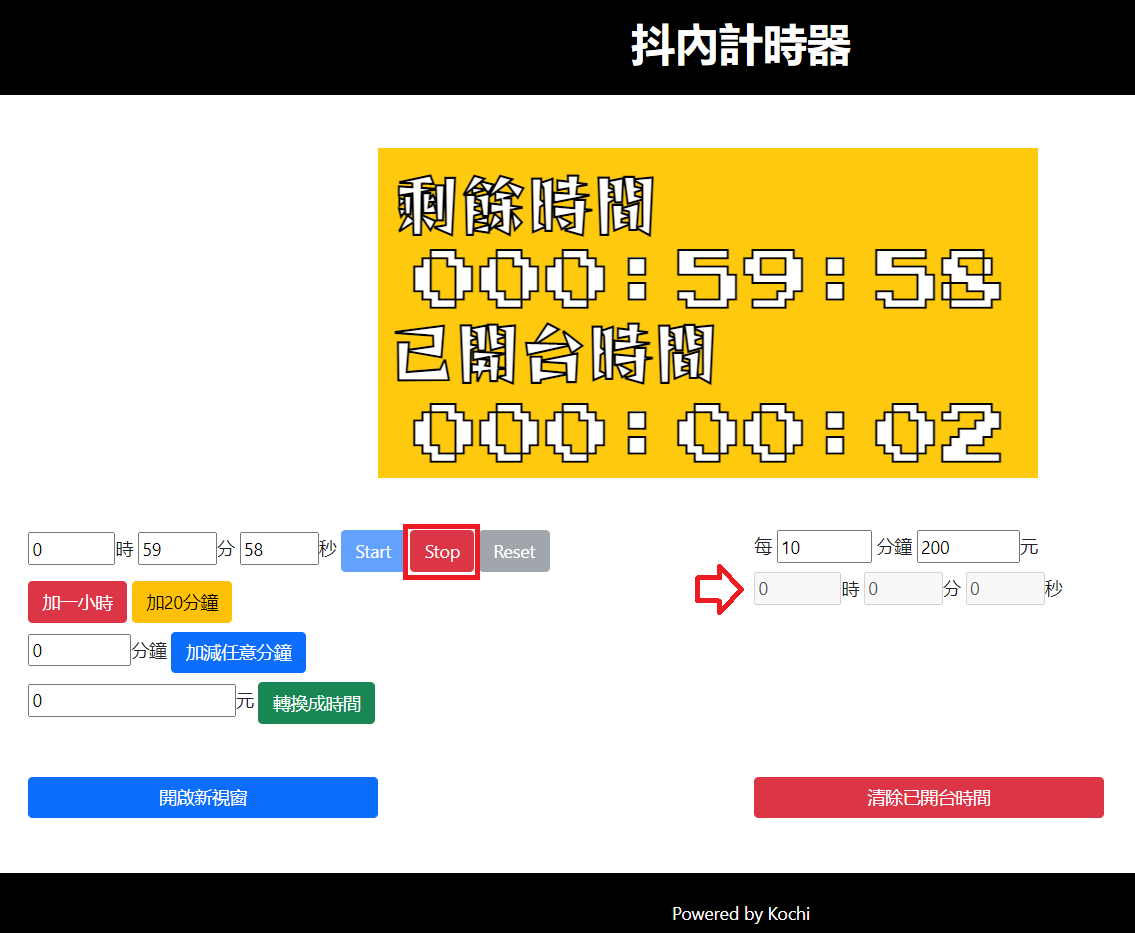 抖內計時器
剩餘時間
000:59:58
已開台時間
000:00:02
0 時 59 分 58 秒 Start Stop Reset
每 10 分鐘 200 元
0 時 0 分 0 秒
加一小時 加20分鐘
0 分鐘 加減任意分鐘
0 元 轉換成時間
開啟新視窗
清除已開台時間
Powered by Kochi